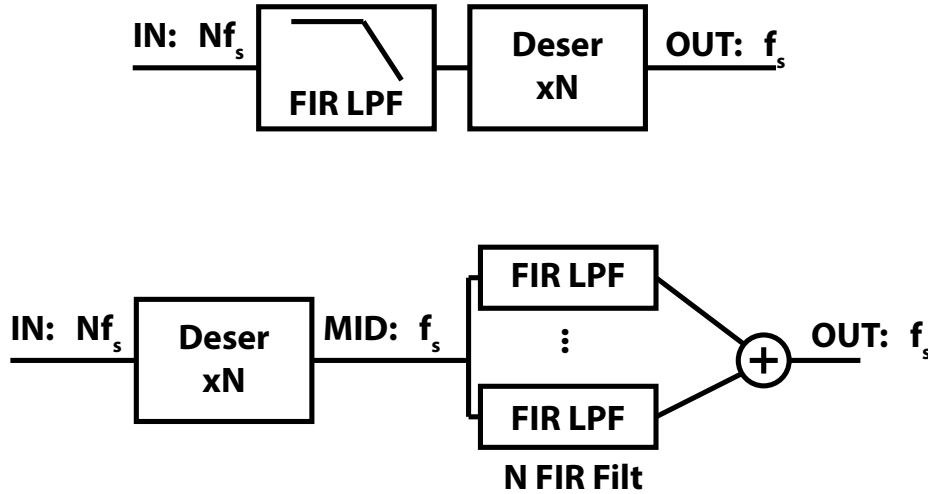 IN: Nfs
FIR LPF
Deser
xN
OUT: fs
IN: Nfs
Deser
xN
MID: fs
FIR LPF
⋮
FIR LPF
N FIR Filt
+
OUT: fs